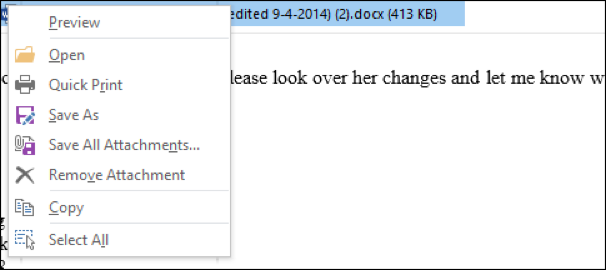 edited 9-4-2014) (2).docx (413 KB)
Preview
Open
Quick Print
lease look over her changes and let me know w
Save As
Save All Attachments...
Remove Attachment
Copy
Select All